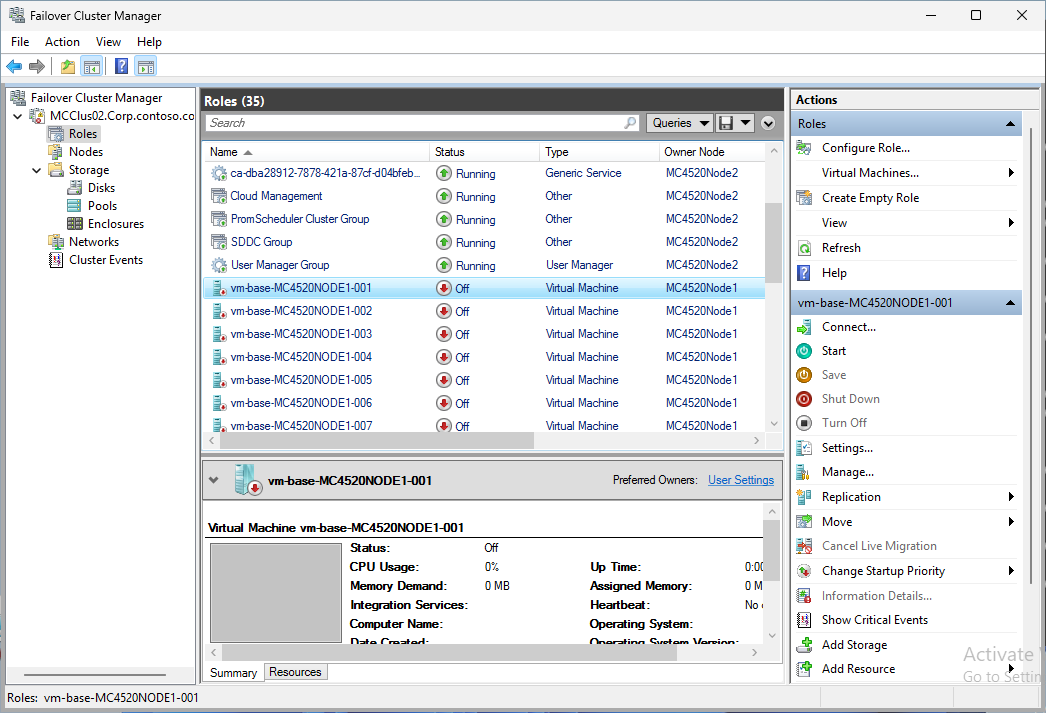 Failover Cluster Manager
File Action View Help
Failover Cluster Manager
MCClus02.Corp.contoso.co
Roles
Nodes
Storage
Disks
Pools
Enclosures
Networks
Cluster Events
Roles (35)
Search
Queries
Name Status Type Owner Node
ca-dba28912-7878-421a-87cf-d04bfeb... Running Generic Service MC4520Node2
Cloud Management Running Other MC4520Node2
PromScheduler Cluster Group Running Other MC4520Node2
SDDC Group Running Other MC4520Node2
User Manager Group Running User Manager MC4520Node2
vm-base-MC4520NODE1-001 Off Virtual Machine MC4520Node1
vm-base-MC4520NODE1-002 Off Virtual Machine MC4520Node1
vm-base-MC4520NODE1-003 Off Virtual Machine MC4520Node1
vm-base-MC4520NODE1-004 Off Virtual Machine MC4520Node1
vm-base-MC4520NODE1-005 Off Virtual Machine MC4520Node1
vm-base-MC4520NODE1-006 Off Virtual Machine MC4520Node1
vm-base-MC4520NODE1-007 Off Virtual Machine MC4520Node1
vm-base-MC4520NODE1-001 Preferred Owners: User Settings
Virtual Machine vm-base-MC4520NODE1-001
Status: Off
CPU Usage: 0% Up Time: 0:00
Memory Demand: 0 MB Assigned Memory: 0 M
Integration Services: Heartbeat: No
Computer Name: Operating System:
Date Created: Operating System Version:
Summary Resources
Actions
Roles
Configure Role...
Virtual Machines...
Create Empty Role
View
Refresh
Help
vm-base-MC4520NODE1-001
Connect...
Start
Save
Shut Down
Turn Off
Settings...
Manage...
Replication
Move
Cancel Live Migration
Change Startup Priority
Information Details...
Show Critical Events
Add Storage
Add Resource
Activate
Go to Settin
Roles: vm-base-MC4520NODE1-001